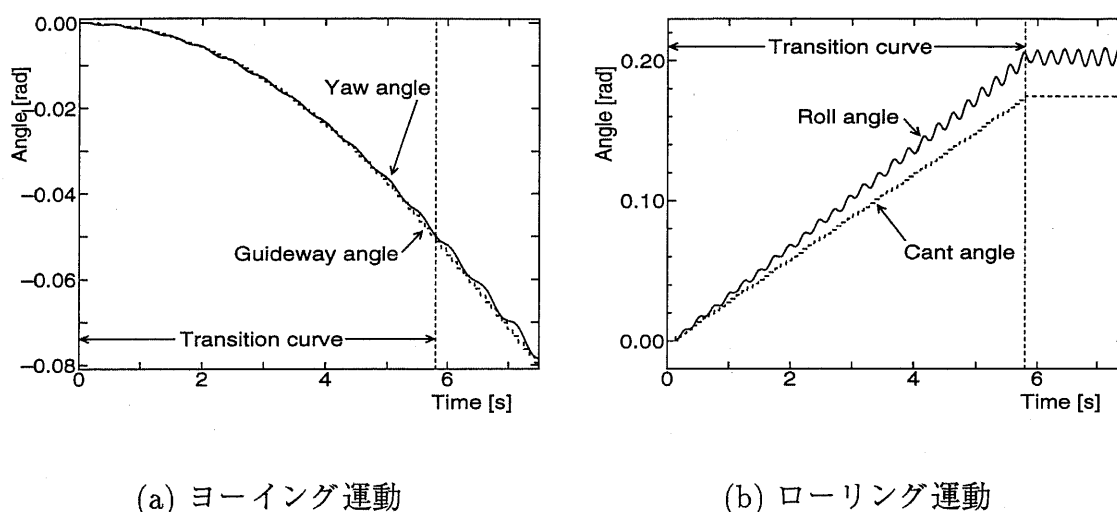 0.00
−0.02
−0.04
−0.06
−0.08
Angle [rad]
Yaw angle
Guideway angle
Transition curve
0 2 4 6
Time [s]
(a) ヨーイング運動
0.20
0.10
0.00
Angle [rad]
Transition curve
Roll angle
Cant angle
0 2 4 6
Time [s]
(b) ローリング運動